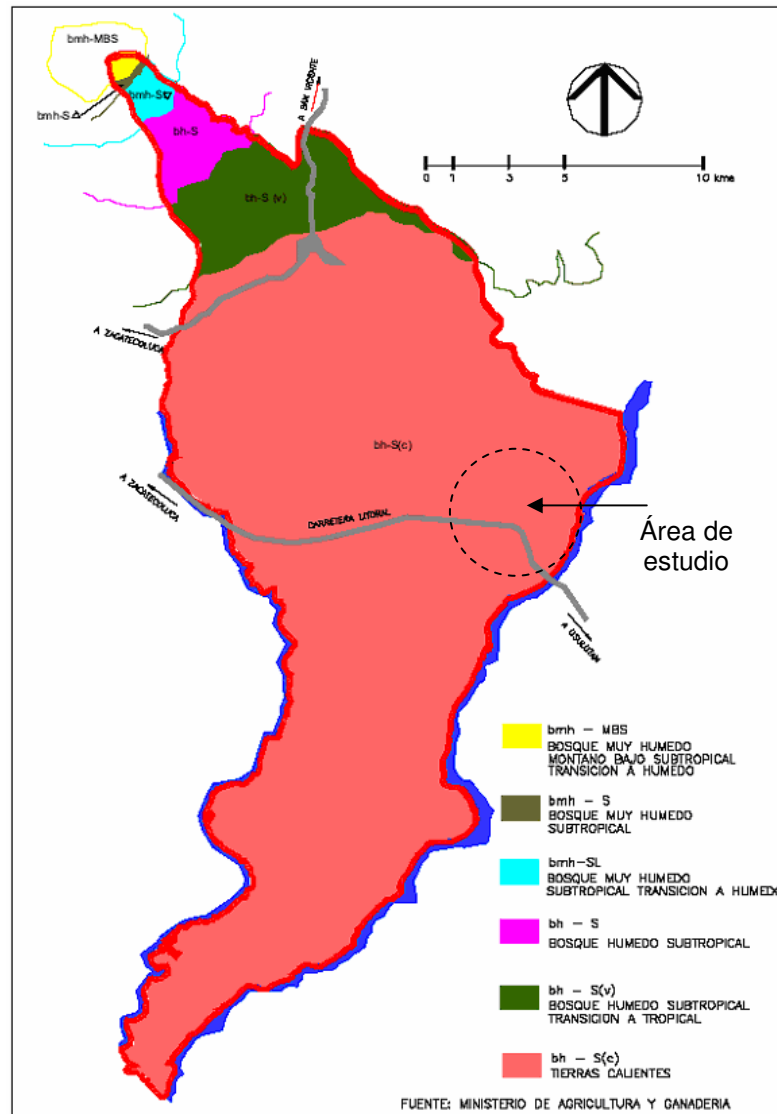 bmh-MBS
bmh-S
bh-S
A SAN VICENTE
bh-S (v)
0 1 3 5 10 kms
A ZACATECOLUCA
bh-S(c)
A ZACATECOLUCA
CARRETERA LITORAL
Área de
estudio
A USULUTAN
bmh - MBS
BOSQUE MUY HUMEDO
MONTANO BAJO SUBTROPICAL
TRANSICION A HUMEDO
bmh - S
BOSQUE MUY HUMEDO
SUBTROPICAL
bmh-SL
BOSQUE MUY HUMEDO
SUBTROPICAL TRANSICION A HUMED
bh - S
BOSQUE HUMEDO SUBTROPICAL
bh - S(v)
BOSQUE HUMEDO SUBTROPICAL
TRANSICION A TROPICAL
bh - S(c)
TIERRAS CALIENTES
FUENTE: MINISTERIO DE AGRICULTURA Y GANADERIA